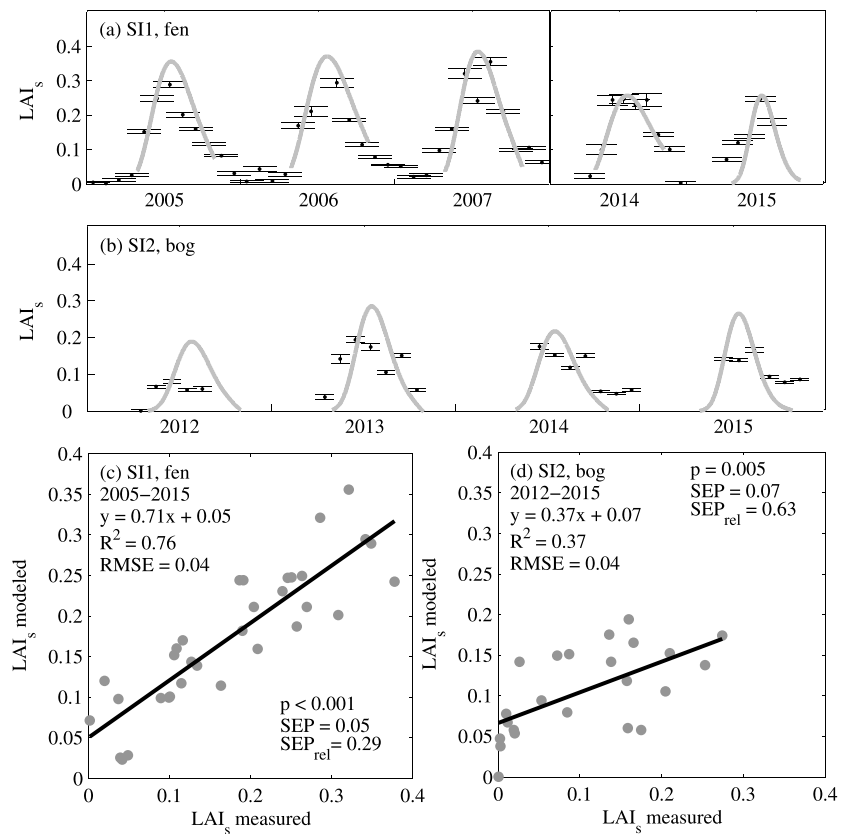 (a) SI1, fen
LAIs
0.4
0.3
0.2
0.1
0
2005 2006 2007 2014 2015
(b) SI2, bog
LAIs
0.4
0.3
0.2
0.1
0
2012 2013 2014 2015
(c) SI1, fen
2005−2015
y = 0.71x + 0.05
R² = 0.76
RMSE = 0.04
p < 0.001
SEP = 0.05
SEPrel = 0.29
LAIs modeled
0.4
0.35
0.3
0.25
0.2
0.15
0.1
0.05
0
0 0.1 0.2 0.3 0.4
LAIs measured
(d) SI2, bog
2012−2015
y = 0.37x + 0.07
R² = 0.37
RMSE = 0.04
p = 0.005
SEP = 0.07
SEPrel = 0.63
LAIs modeled
0.4
0.35
0.3
0.25
0.2
0.15
0.1
0.05
0
0 0.1 0.2 0.3 0.4
LAIs measured